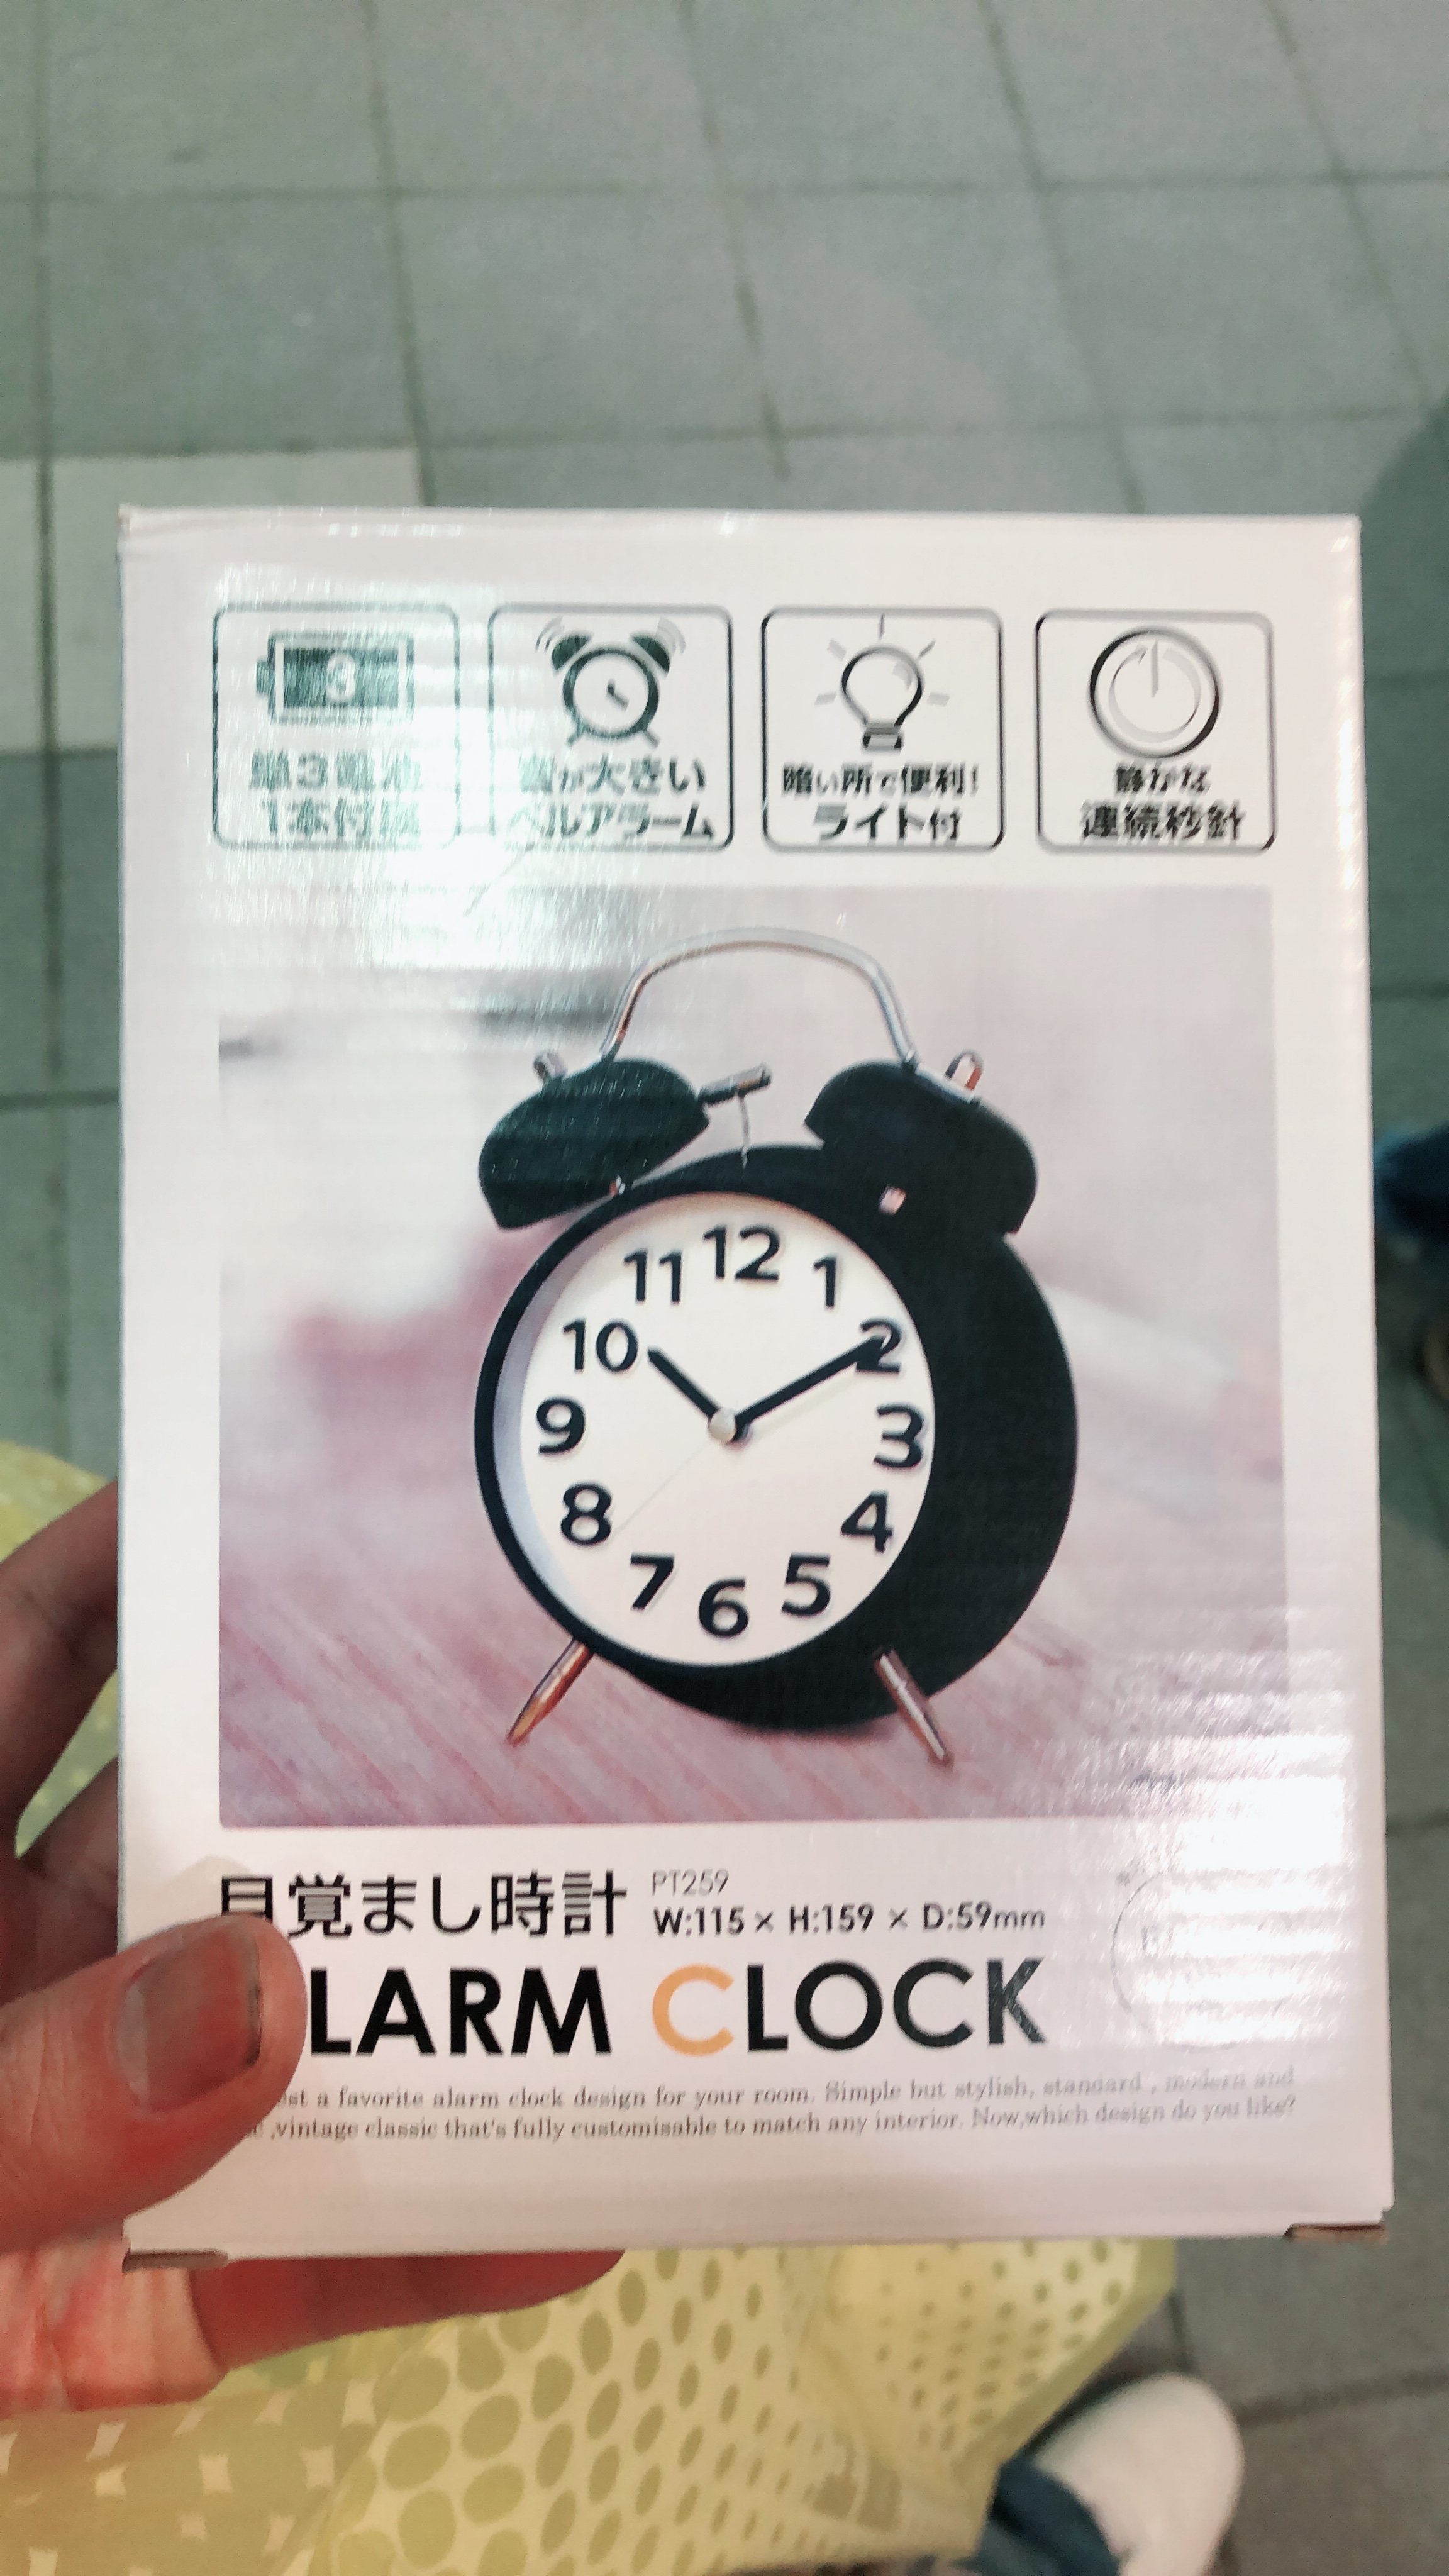 3
単3電池
1本付属
音が大きい
ベルアラーム
暗い所で便利!
ライト付
静かな
連続秒針
12
11
1
10
2
9
3
8
4
7
5
6
目覚まし時計
PT259
W:115 × H:159 × D:59mm
LARM CLOCK
a favorite alarm clock design for your room. Simple but stylish, standard , modern and
,vintage classic that's fully customisable to match any interior. Now,which design do you like?